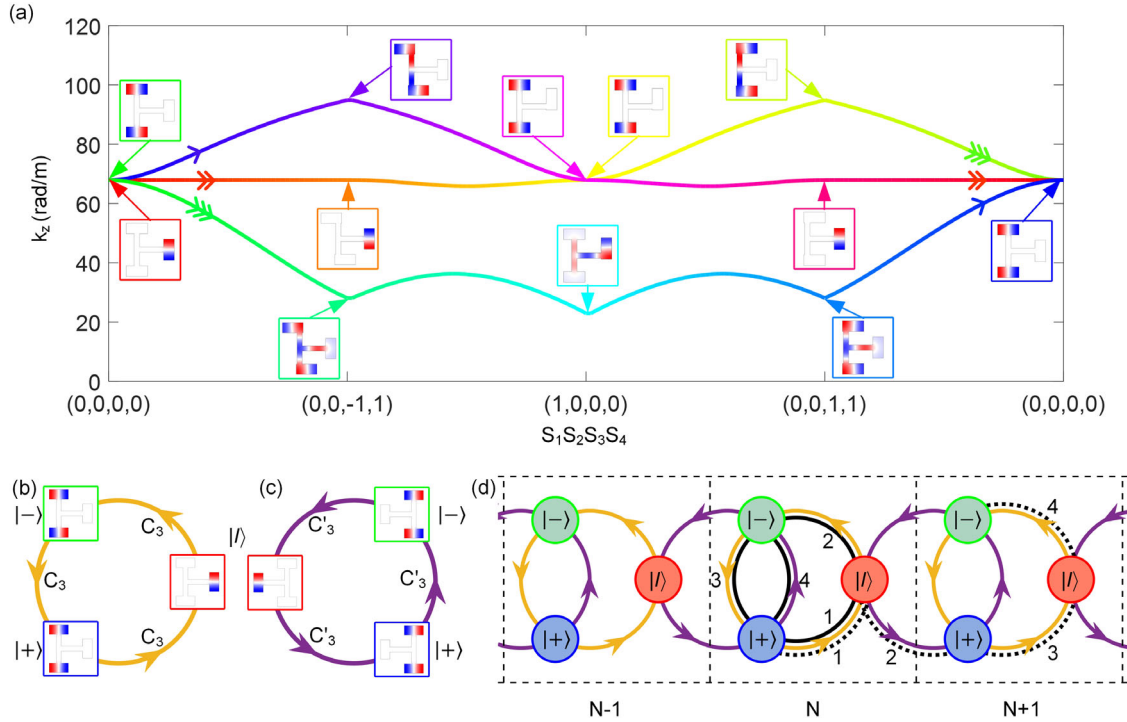 (a)
120
100
80
60
40
20
0
k_z (rad/m)
(0,0,0,0) (0,0,-1,1) (1,0,0,0) (0,0,1,1) (0,0,0,0)
S₁S₂S₃S₄
(b) (c) (d)
|−⟩ C₃ |l⟩ C'₃ |−⟩ |−⟩ |−⟩ |−⟩ 4
2
C₃ C'₃ |l⟩ 3 4 |l⟩ |l⟩
1
|+⟩ C₃ C'₃ |+⟩ |+⟩ |+⟩ 1 2 |+⟩ 3
N-1 N N+1